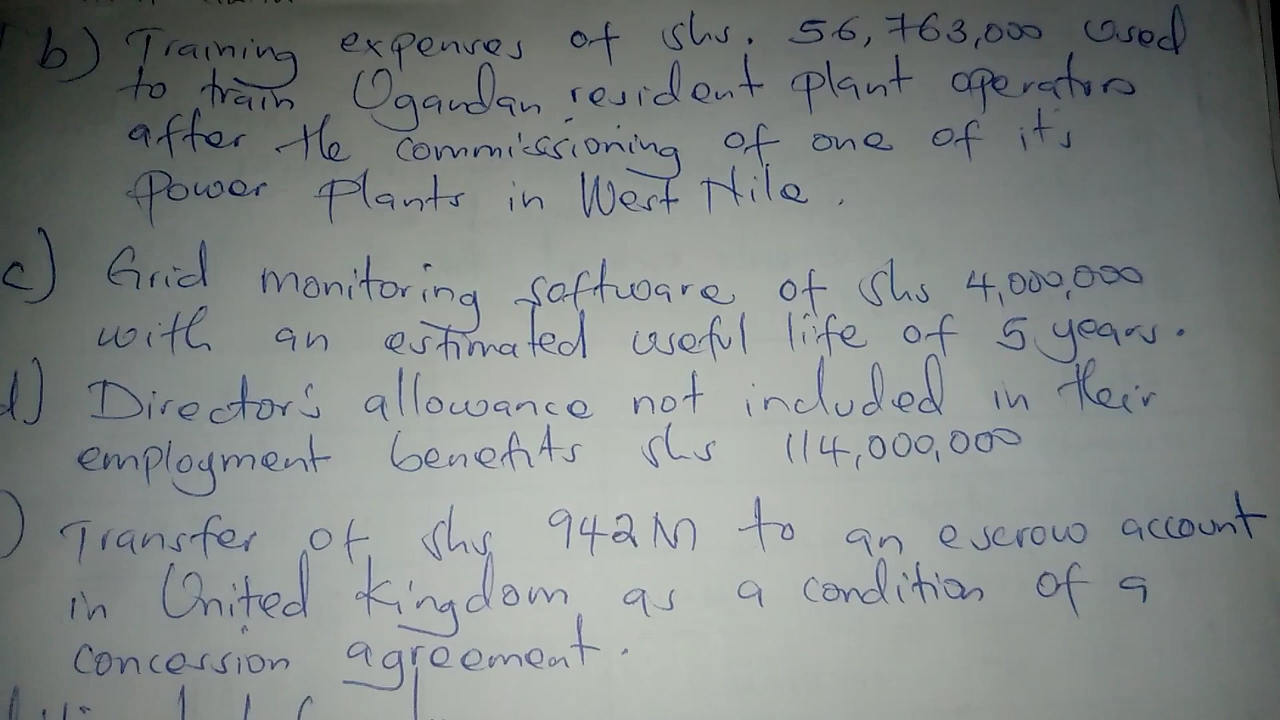 b) Training expenses of shs. 56,763,000 used
to train Ugandan resident plant operators
after the commissioning of one of its
Power Plants in West Nile.
c) Grid monitoring software of shs 4,000,000
with an estimated useful life of 5 years.
d) Director's allowance not included in their
employment benefits shs 114,000,000
) Transfer of shs 942M to an escrow account
in United Kingdom as a condition of a
concession agreement.